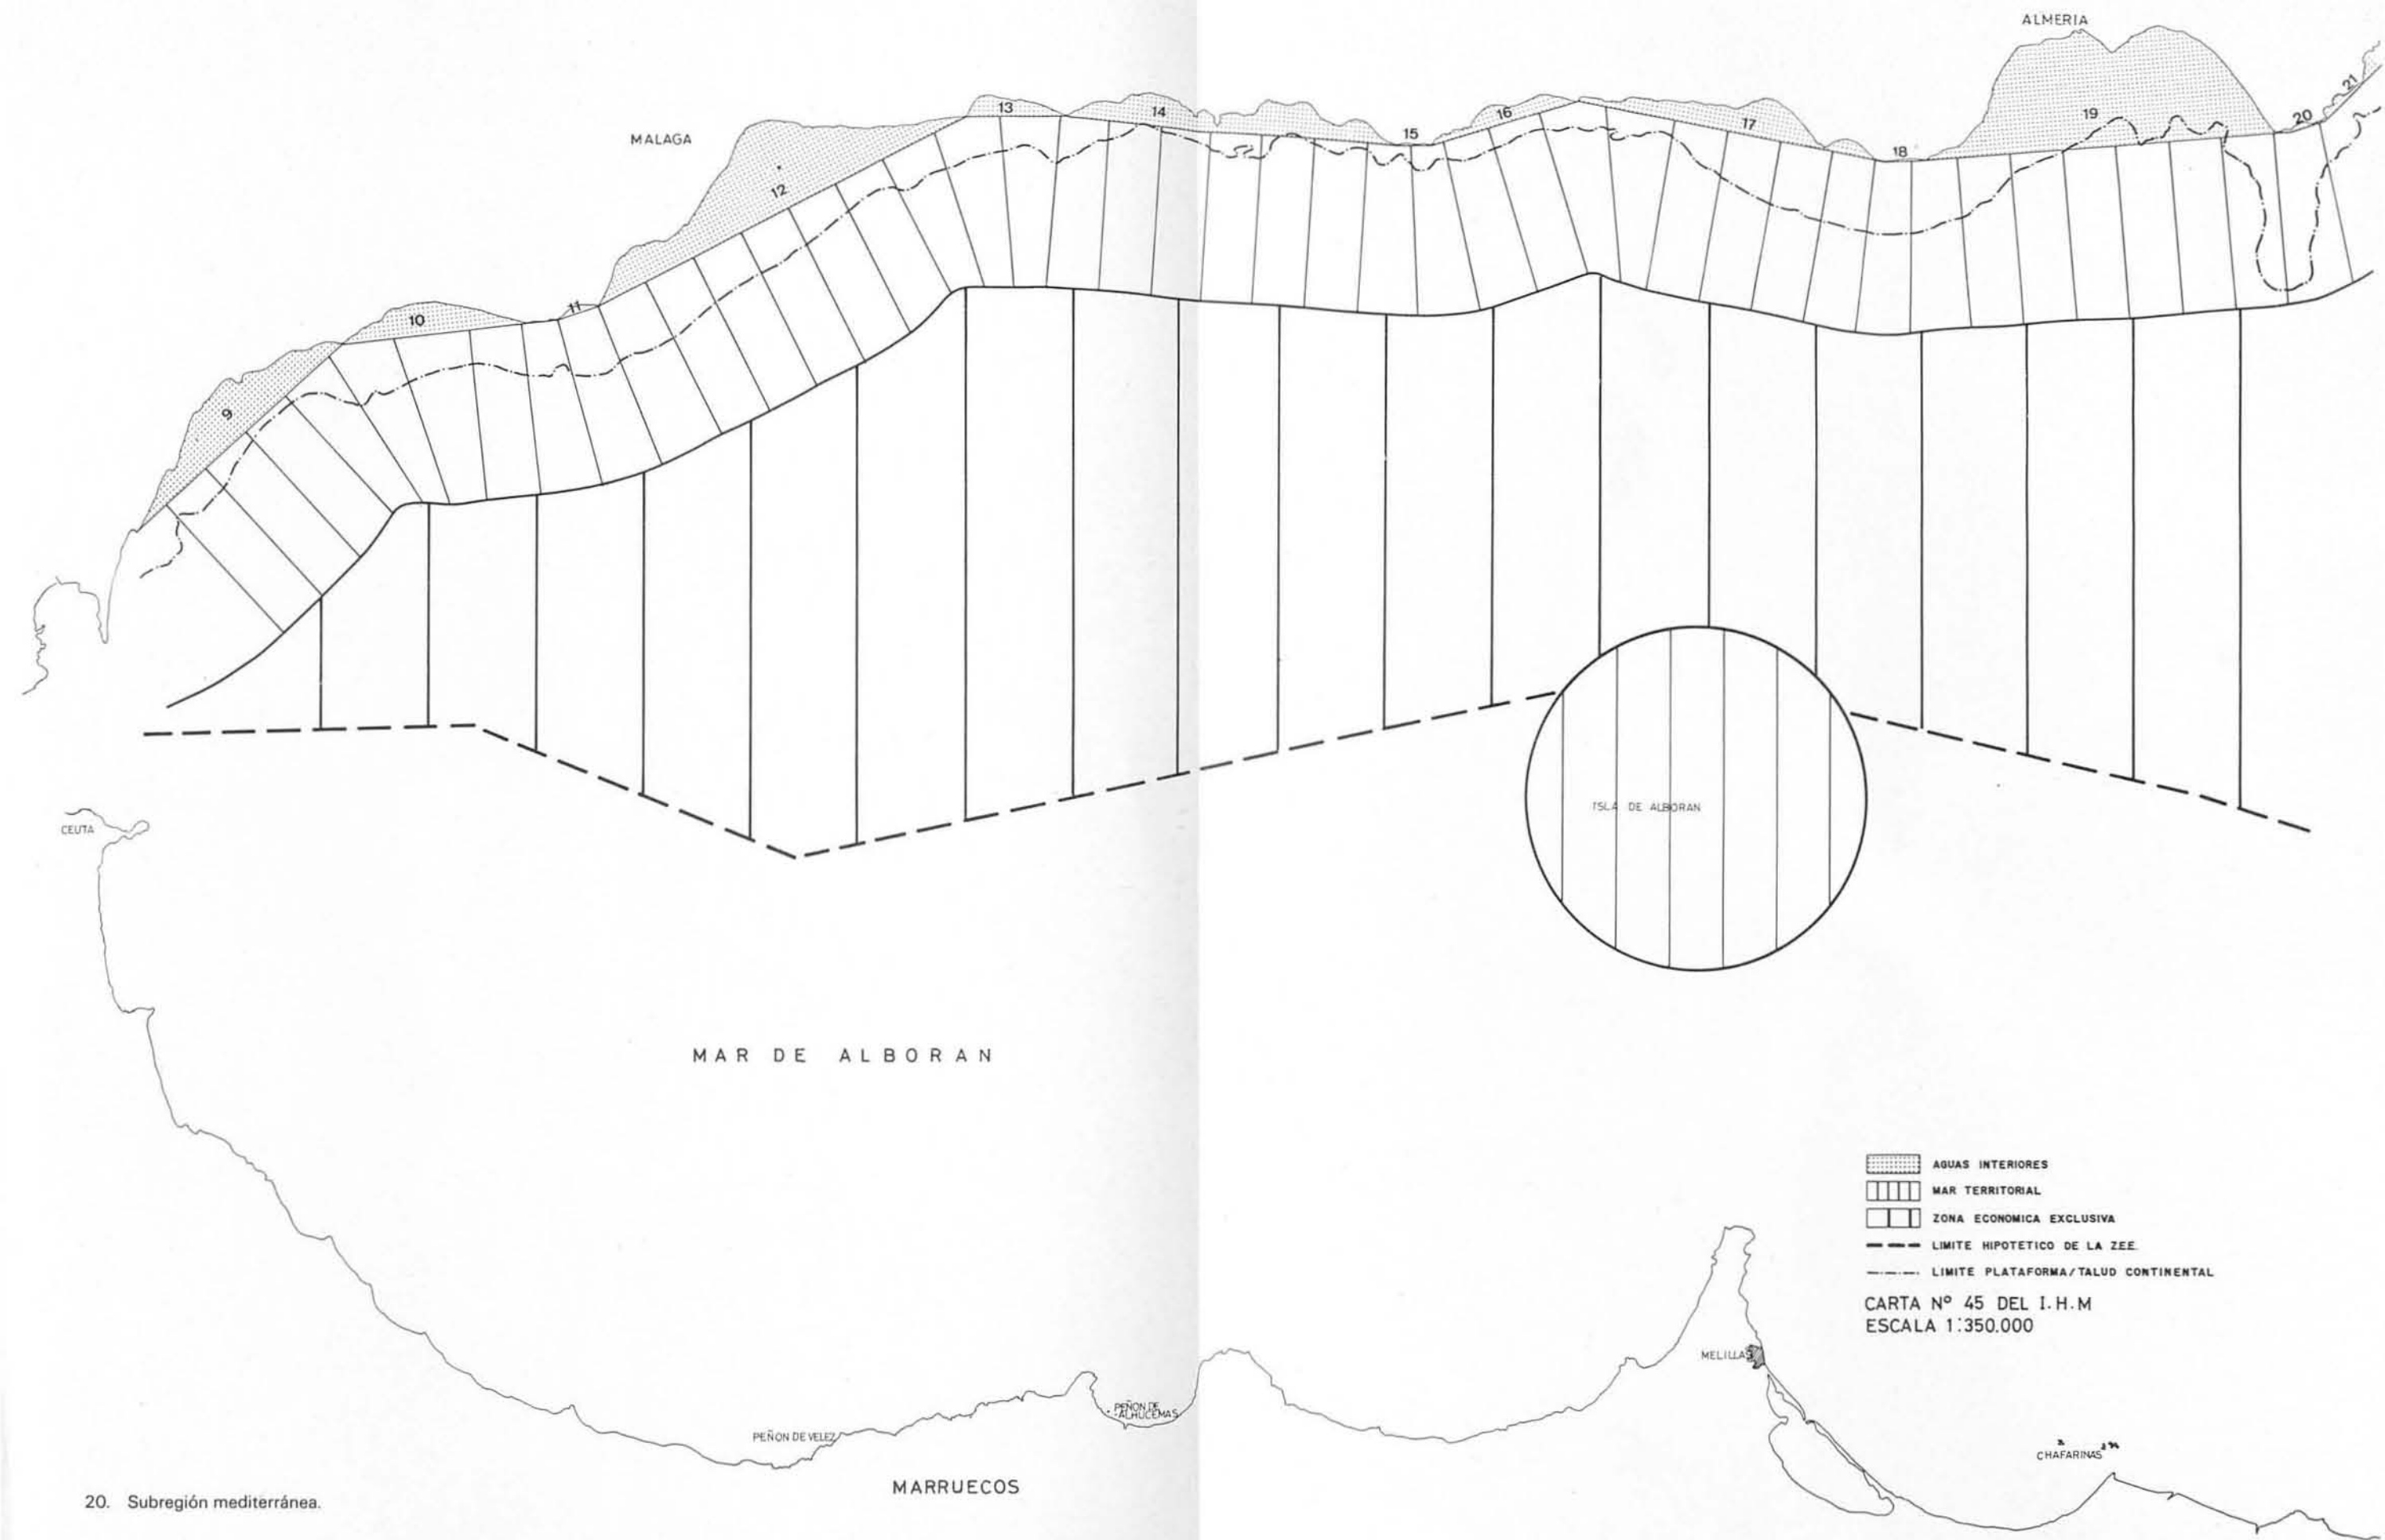 ALMERIA
MALAGA
9
10
11
12
13
14
15
16
17
18
19
20
21
ISLA DE ALBORAN
CEUTA
MAR DE ALBORAN
AGUAS INTERIORES
MAR TERRITORIAL
ZONA ECONOMICA EXCLUSIVA
LIMITE HIPOTETICO DE LA Z.E.E.
LIMITE PLATAFORMA/TALUD CONTINENTAL
CARTA Nº 45 DEL I.H.M
ESCALA 1:350.000
MELILLAS
PEÑON DE
ALHUCEMAS
PEÑON DE VELEZ
CHAFARINAS
MARRUECOS
20. Subregión mediterránea.